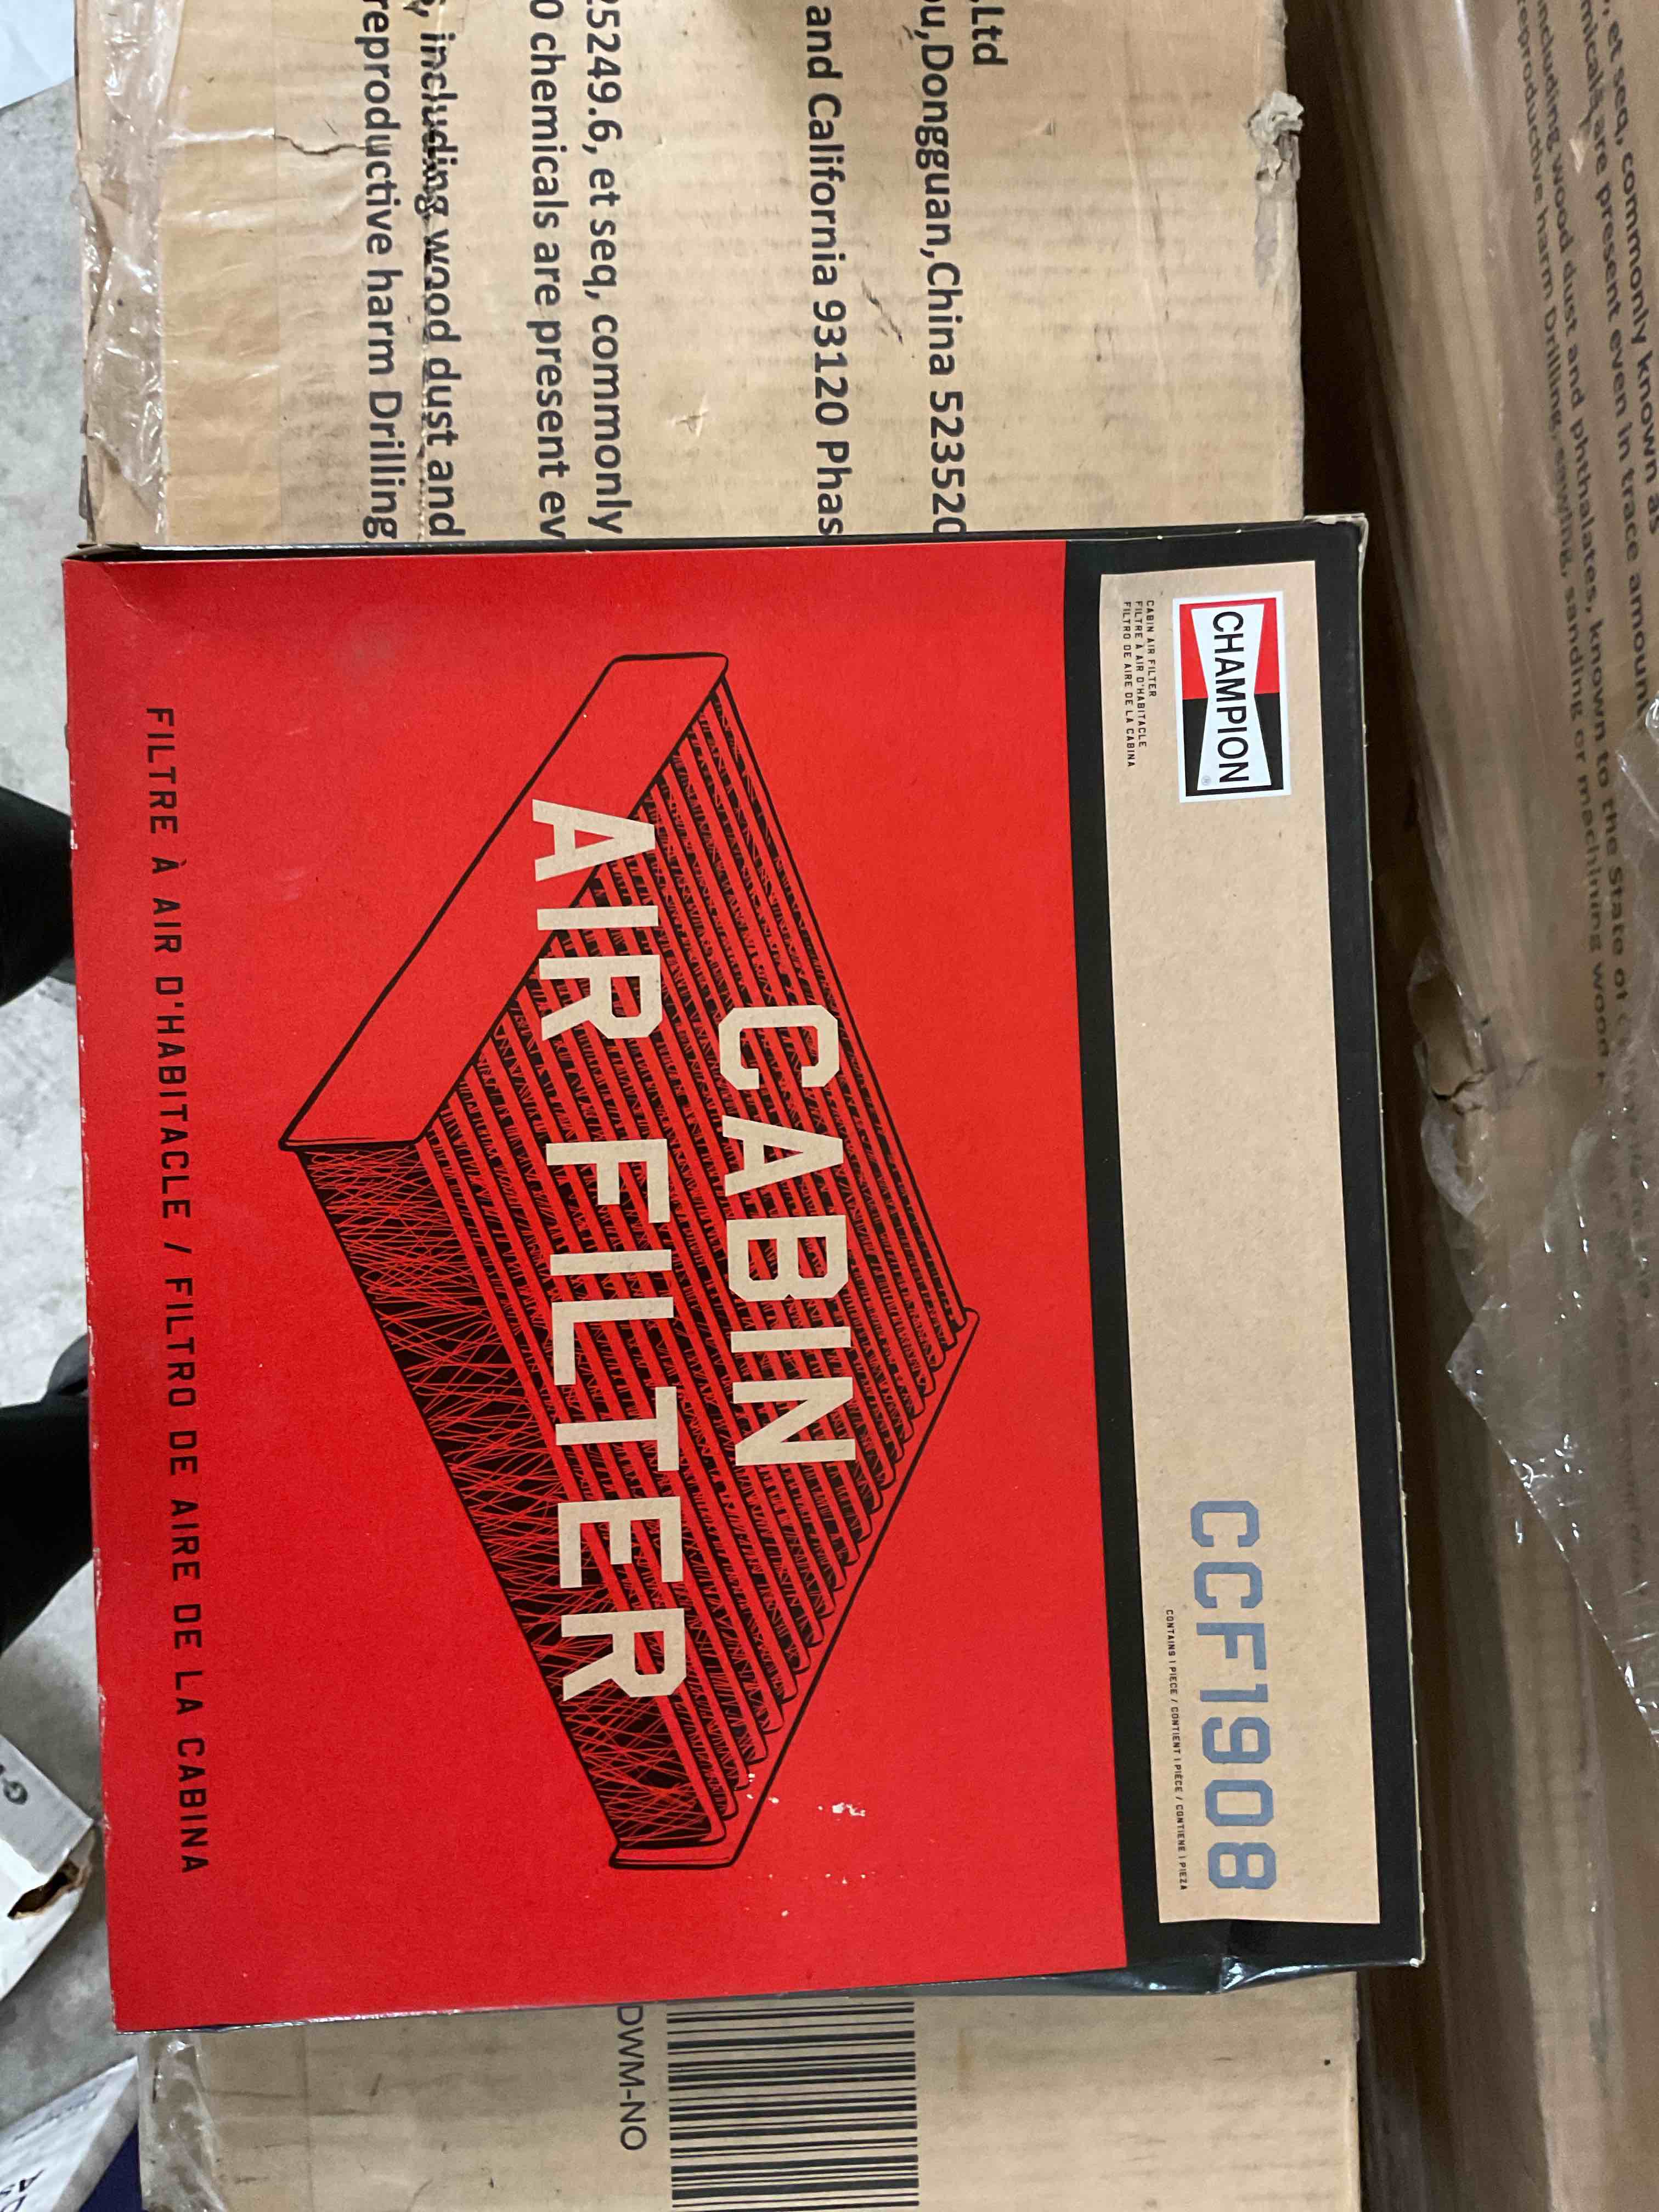 ,Ltd
ou,Dongguan,China 523520
and California 93120 Phas
25249.6, et seq, commonly
0 chemicals are present ev
, including wood dust and
reproductive harm Drilling
, et seq, commonly known as
micals are present even in trace amount
including wood dust and phthalates, known to the State of
reproductive harm Drilling, sawing, sanding or machining wood
CHAMPION
®
CABIN AIR FILTER
FILTRE À AIR D'HABITACLE
FILTRO DE AIRE DE LA CABINA
CCF1908
CONTAINS 1 PIECE / CONTIENT 1 PIÈCE / CONTIENE 1 PIEZA
CABIN
AIR FILTER
FILTRE À AIR D'HABITACLE / FILTRO DE AIRE DE LA CABINA
DWM-NO